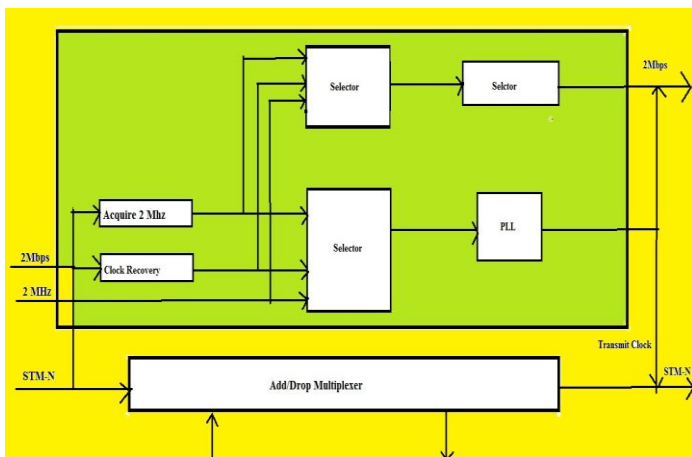 2Mbps
Selector
Selctor
c
Acquire 2 Mhz
PLL
Selector
2Mbps
Clock Recovery
2 MHz
Transmit Clock
STM-N
STM-N
Add/Drop Multiplexer